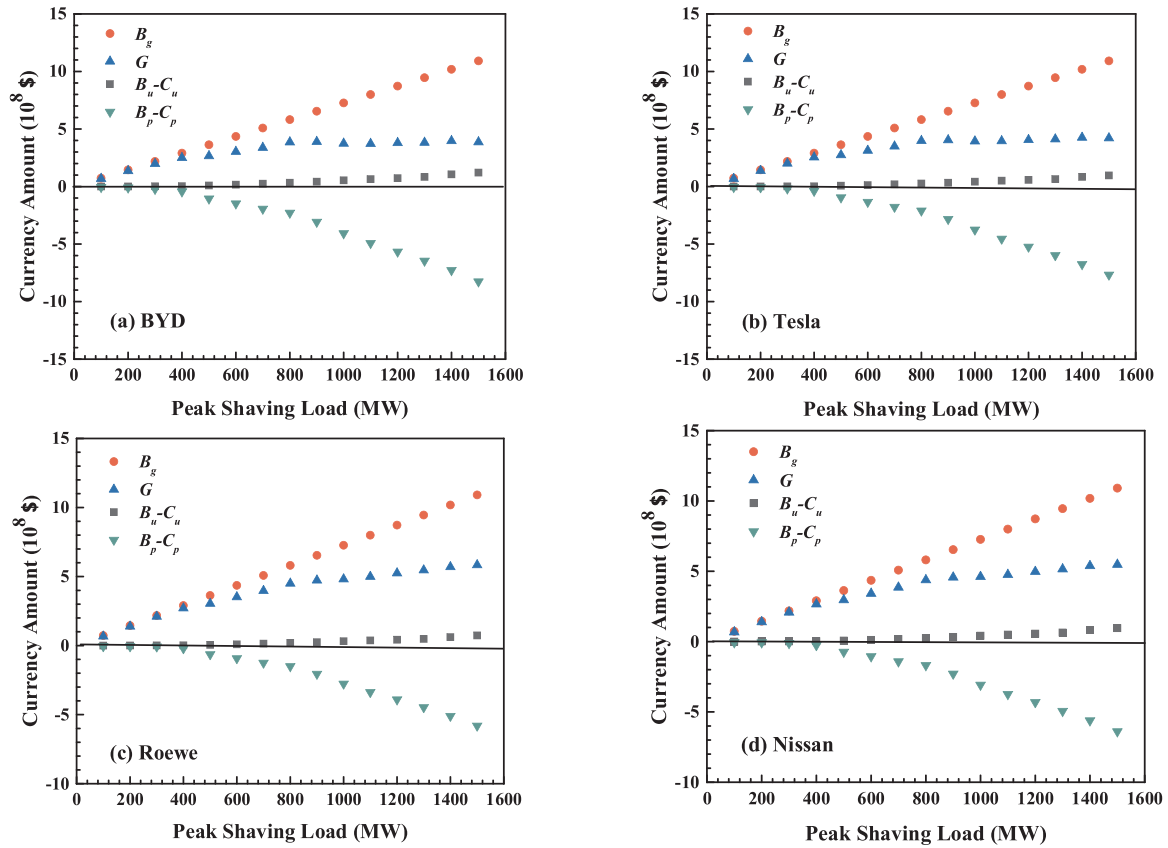 15
10
5
0
-5
-10
-15
Currency Amount (10^8 $)
B_g
G
B_u-C_u
B_p-C_p
(a) BYD
0 200 400 600 800 1000 1200 1400 1600
Peak Shaving Load (MW)
15
10
5
0
-5
-10
-15
Currency Amount (10^8 $)
B_g
G
B_u-C_u
B_p-C_p
(b) Tesla
0 200 400 600 800 1000 1200 1400 1600
Peak Shaving Load (MW)
15
10
5
0
-5
-10
Currency Amount (10^8 $)
B_g
G
B_u-C_u
B_p-C_p
(c) Roewe
0 200 400 600 800 1000 1200 1400 1600
Peak Shaving Load (MW)
15
10
5
0
-5
-10
Currency Amount (10^8 $)
B_g
G
B_u-C_u
B_p-C_p
(d) Nissan
0 200 400 600 800 1000 1200 1400 1600
Peak Shaving Load (MW)